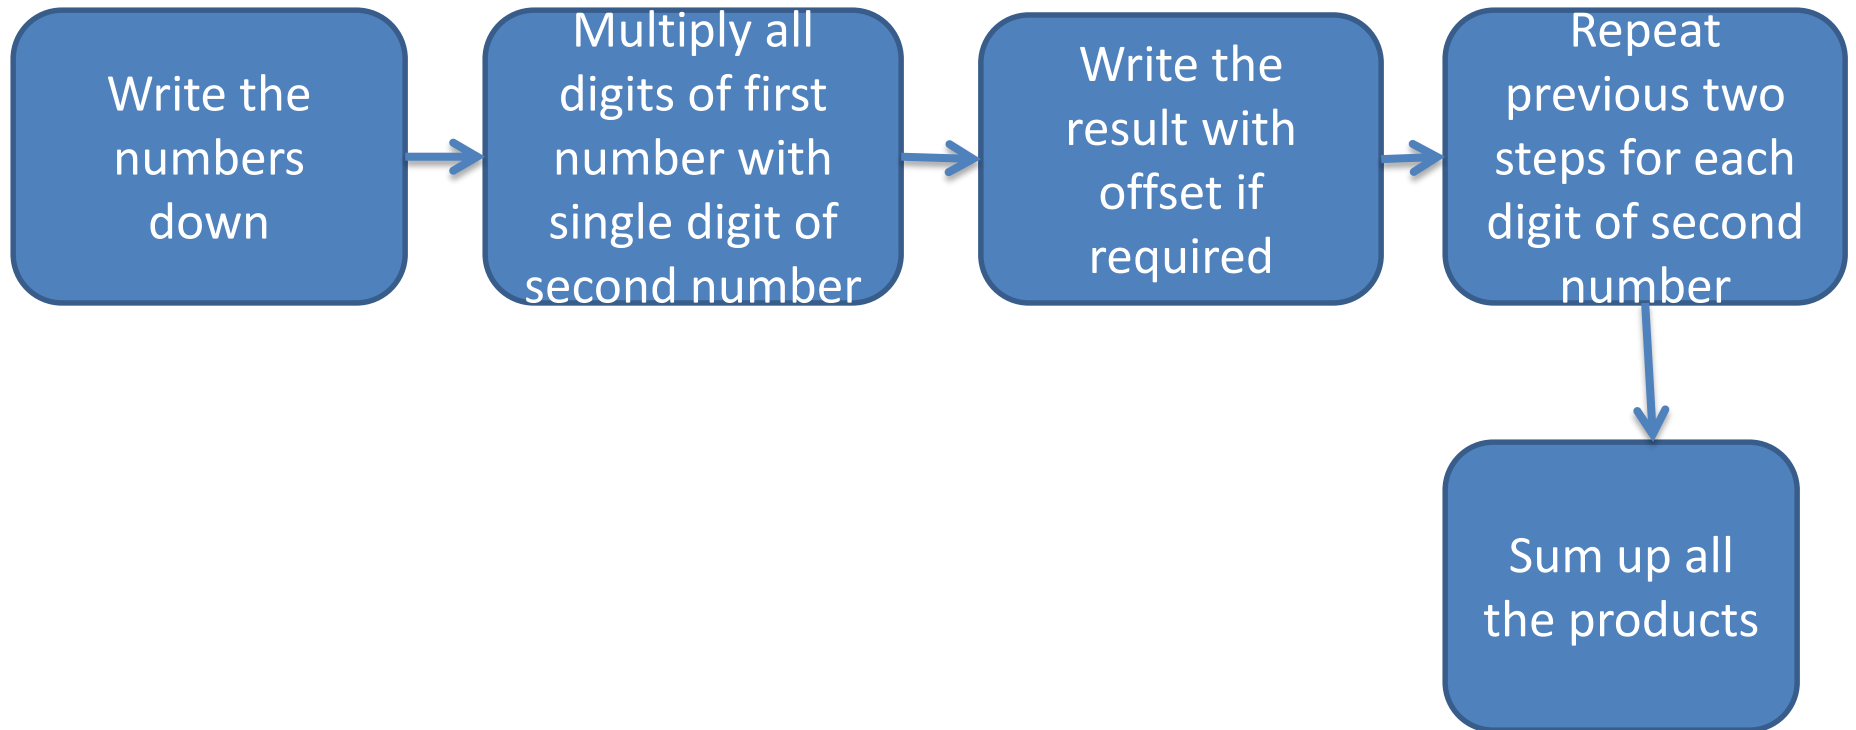 Write the
numbers
down
Multiply all
digits of first
number with
single digit of
second number
Write the
result with
offset if
required
Repeat
previous two
steps for each
digit of second
number
Sum up all
the products